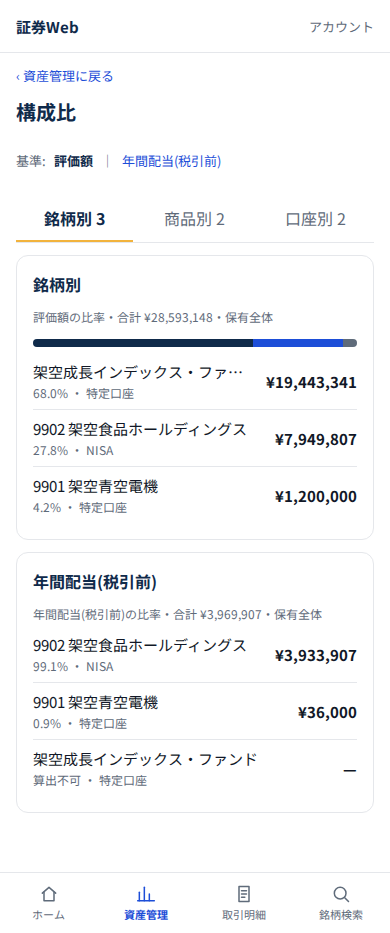 証券Web
アカウント
‹ 資産管理に戻る
構成比
基準: 評価額 | 年間配当(税引前)
銘柄別 3
商品別 2
口座別 2
銘柄別
評価額の比率・合計 ¥28,593,148・保有全体
架空成長インデックス・ファ…
¥19,443,341
68.0% ・ 特定口座
9902 架空食品ホールディングス
¥7,949,807
27.8% ・ NISA
9901 架空青空電機
¥1,200,000
4.2% ・ 特定口座
年間配当(税引前)
年間配当(税引前)の比率・合計 ¥3,969,907・保有全体
9902 架空食品ホールディングス
¥3,933,907
99.1% ・ NISA
9901 架空青空電機
¥36,000
0.9% ・ 特定口座
架空成長インデックス・ファンド
—
算出不可 ・ 特定口座
ホーム
資産管理
取引明細
銘柄検索